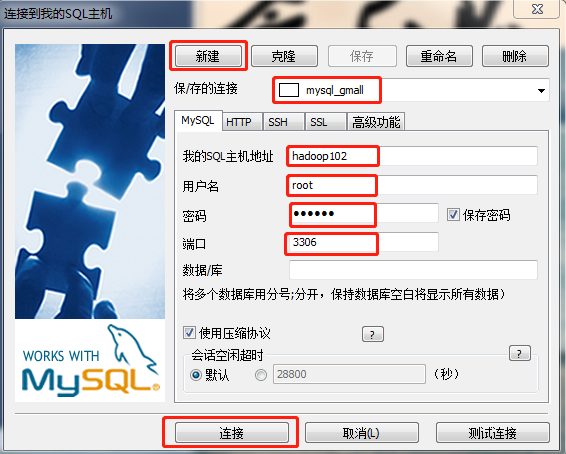 连接到我的SQL主机
新建 克隆 保存 重命名 删除
保/存的连接 mysql_gmall
MySQL HTTP SSH SSL 高级功能
我的SQL主机地址 hadoop102
用户名 root
密码 ●●●●●● 保存密码
端口 3306
数据/库
将多个数据库用分号;分开，保持数据库空白将显示所有数据）
使用压缩协议 ?
会话空闲超时 ?
默认 28800 （秒）
WORKS WITH
MySQL®
连接 取消(L) 测试连接